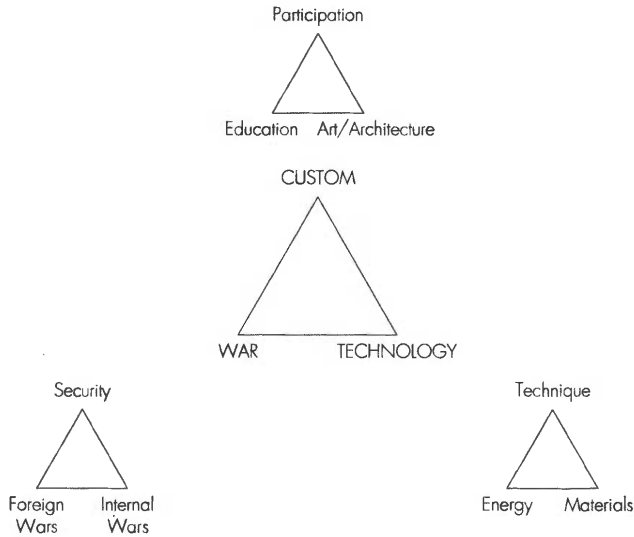 Participation
Education Art/Architecture
CUSTOM
WAR TECHNOLOGY
Security Technique
Foreign Internal Energy Materials
Wars Wars